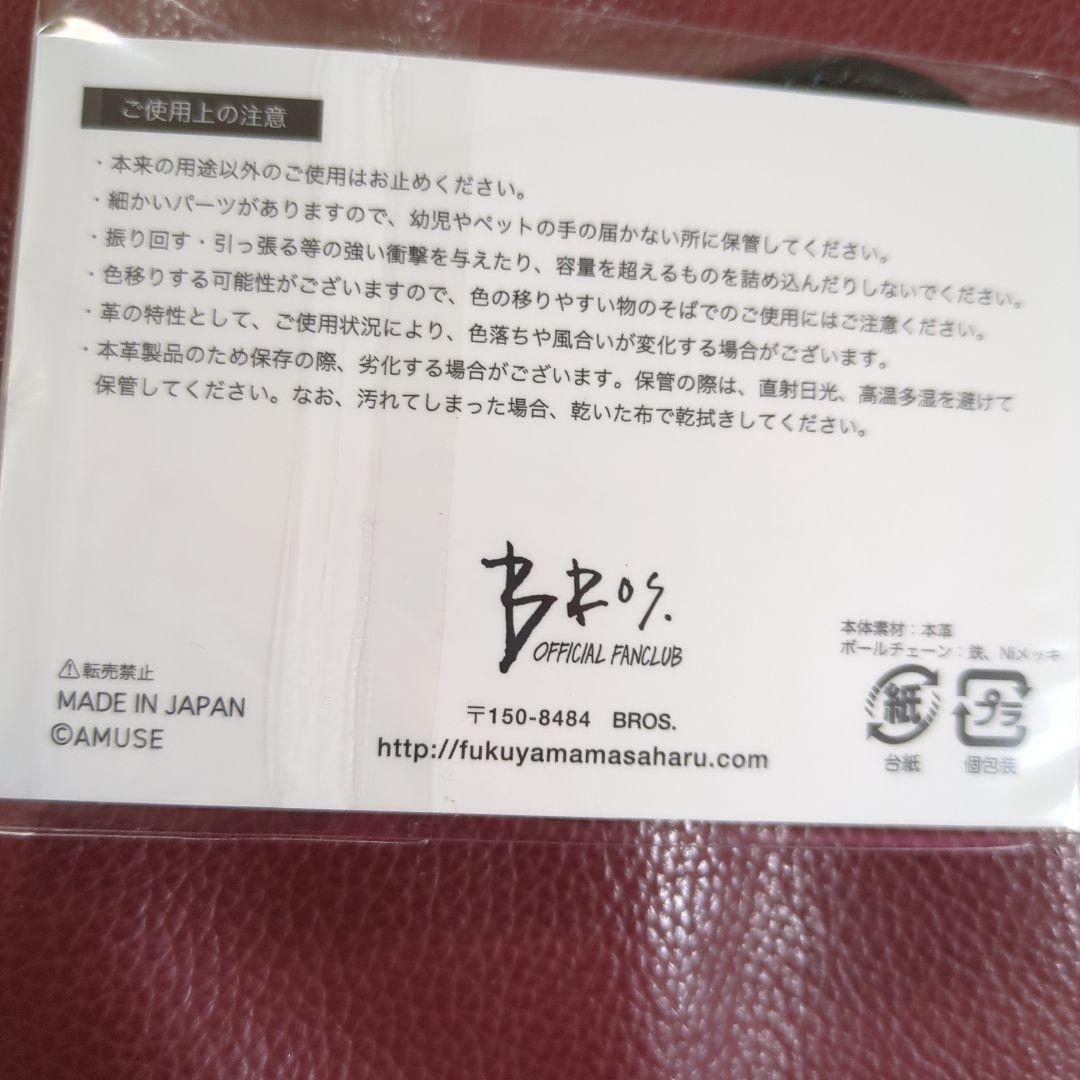 ご使用上の注意
・本来の用途以外のご使用はお止めください。
・細かいパーツがありますので、幼児やペットの手の届かない所に保管してください。
・振り回す・引っ張る等の強い衝撃を与えたり、容量を超えるものを詰め込んだりしないでください。
・色移りする可能性がございますので、色の移りやすい物のそばでのご使用にはご注意ください。
・革の特性として、ご使用状況により、色落ちや風合いが変化する場合がございます。
・本革製品のため保存の際、劣化する場合がございます。保管の際は、直射日光、高温多湿を避けて
保管してください。なお、汚れてしまった場合、乾いた布で乾拭きしてください。
BROS.
OFFICIAL FANCLUB
本体素材：本革
ボールチェーン：鉄、Niメッキ
⚠転売禁止
MADE IN JAPAN
©AMUSE
〒150-8484 BROS.
http://fukuyamamasaharu.com
紙
プラ
台紙
個包装